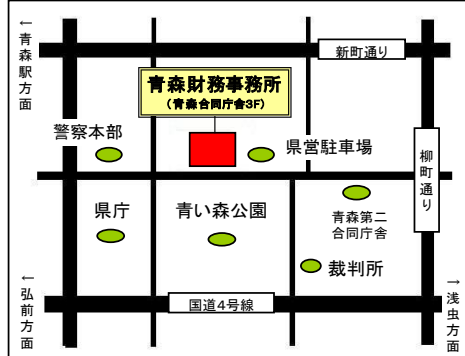 ←青森駅方面
新町通り
青森財務事務所
(青森合同庁舎3F)
警察本部
県営駐車場
柳町通り
県庁
青い森公園
青森第二
合同庁舎
裁判所
←弘前方面
国道4号線
→浅虫方面